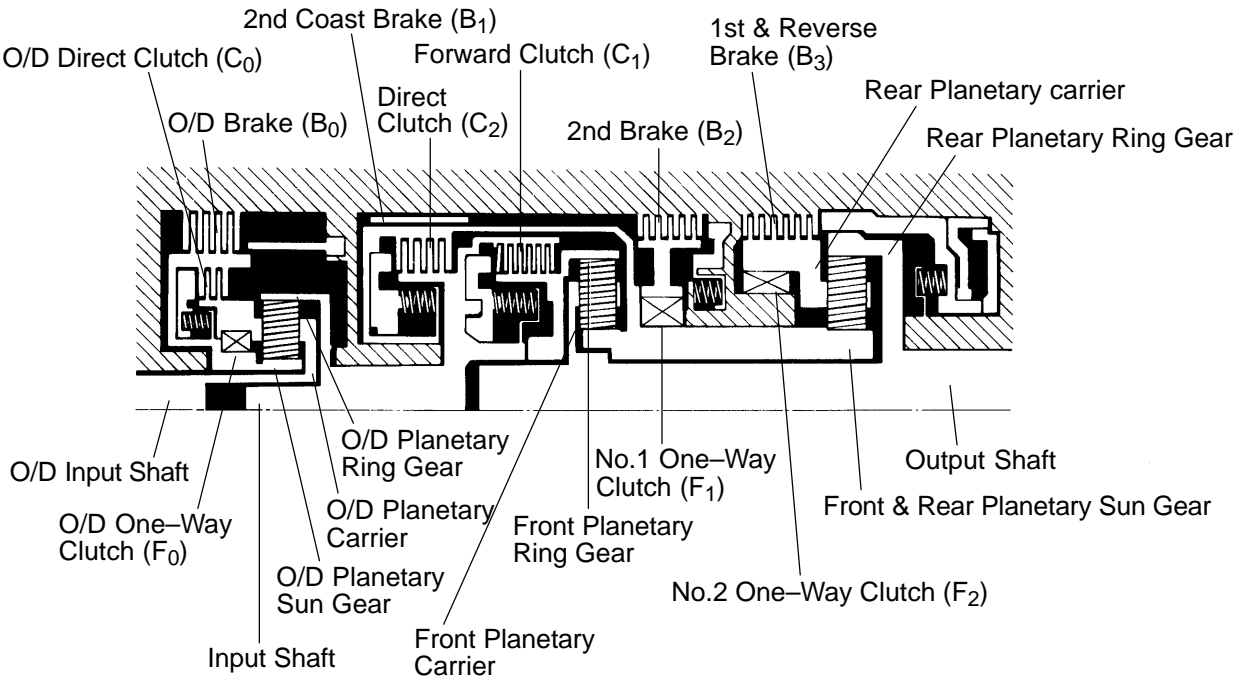 2nd Coast Brake (B1)
O/D Direct Clutch (C0)
Forward Clutch (C1)
1st & Reverse
Brake (B3)
Direct
Clutch (C2)
O/D Brake (B0)
2nd Brake (B2)
Rear Planetary carrier
Rear Planetary Ring Gear
O/D Input Shaft
O/D Planetary
Ring Gear
No.1 One–Way
Clutch (F1)
Output Shaft
O/D One–Way
Clutch (F0)
O/D Planetary
Carrier
Front Planetary
Ring Gear
Front & Rear Planetary Sun Gear
O/D Planetary
Sun Gear
No.2 One–Way Clutch (F2)
Input Shaft
Front Planetary
Carrier